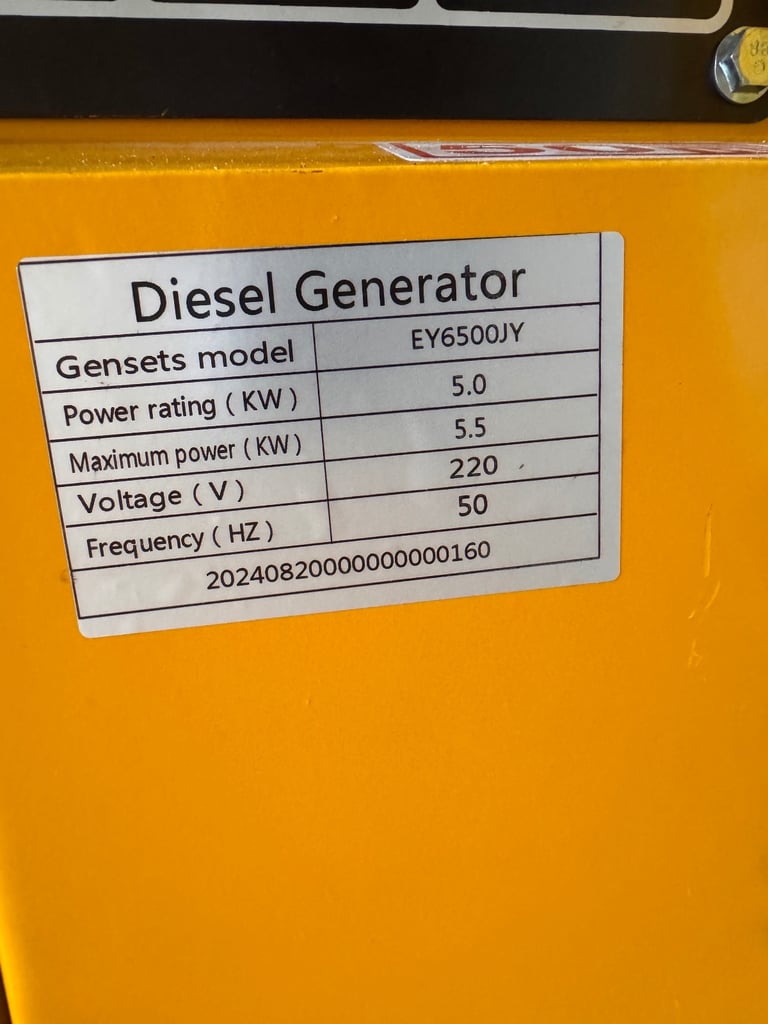 Diesel Generator
Gensets model EY6500JY
Power rating ( KW ) 5.0
Maximum power ( KW ) 5.5
Voltage ( V ) 220
Frequency ( HZ ) 50
20240820000000000160